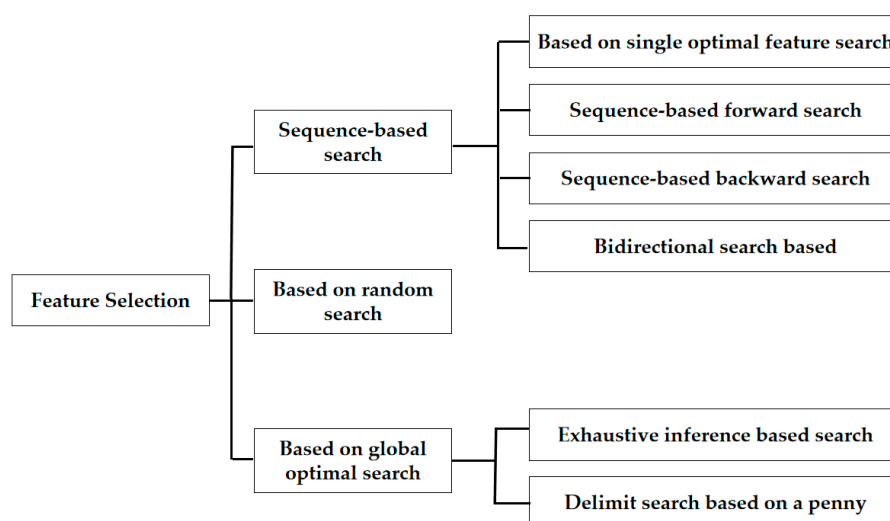 Based on single optimal feature search
Sequence-based forward search
Sequence-based
search
Sequence-based backward search
Bidirectional search based
Feature Selection
Based on random
search
Based on global
optimal search
Exhaustive inference based search
Delimit search based on a penny